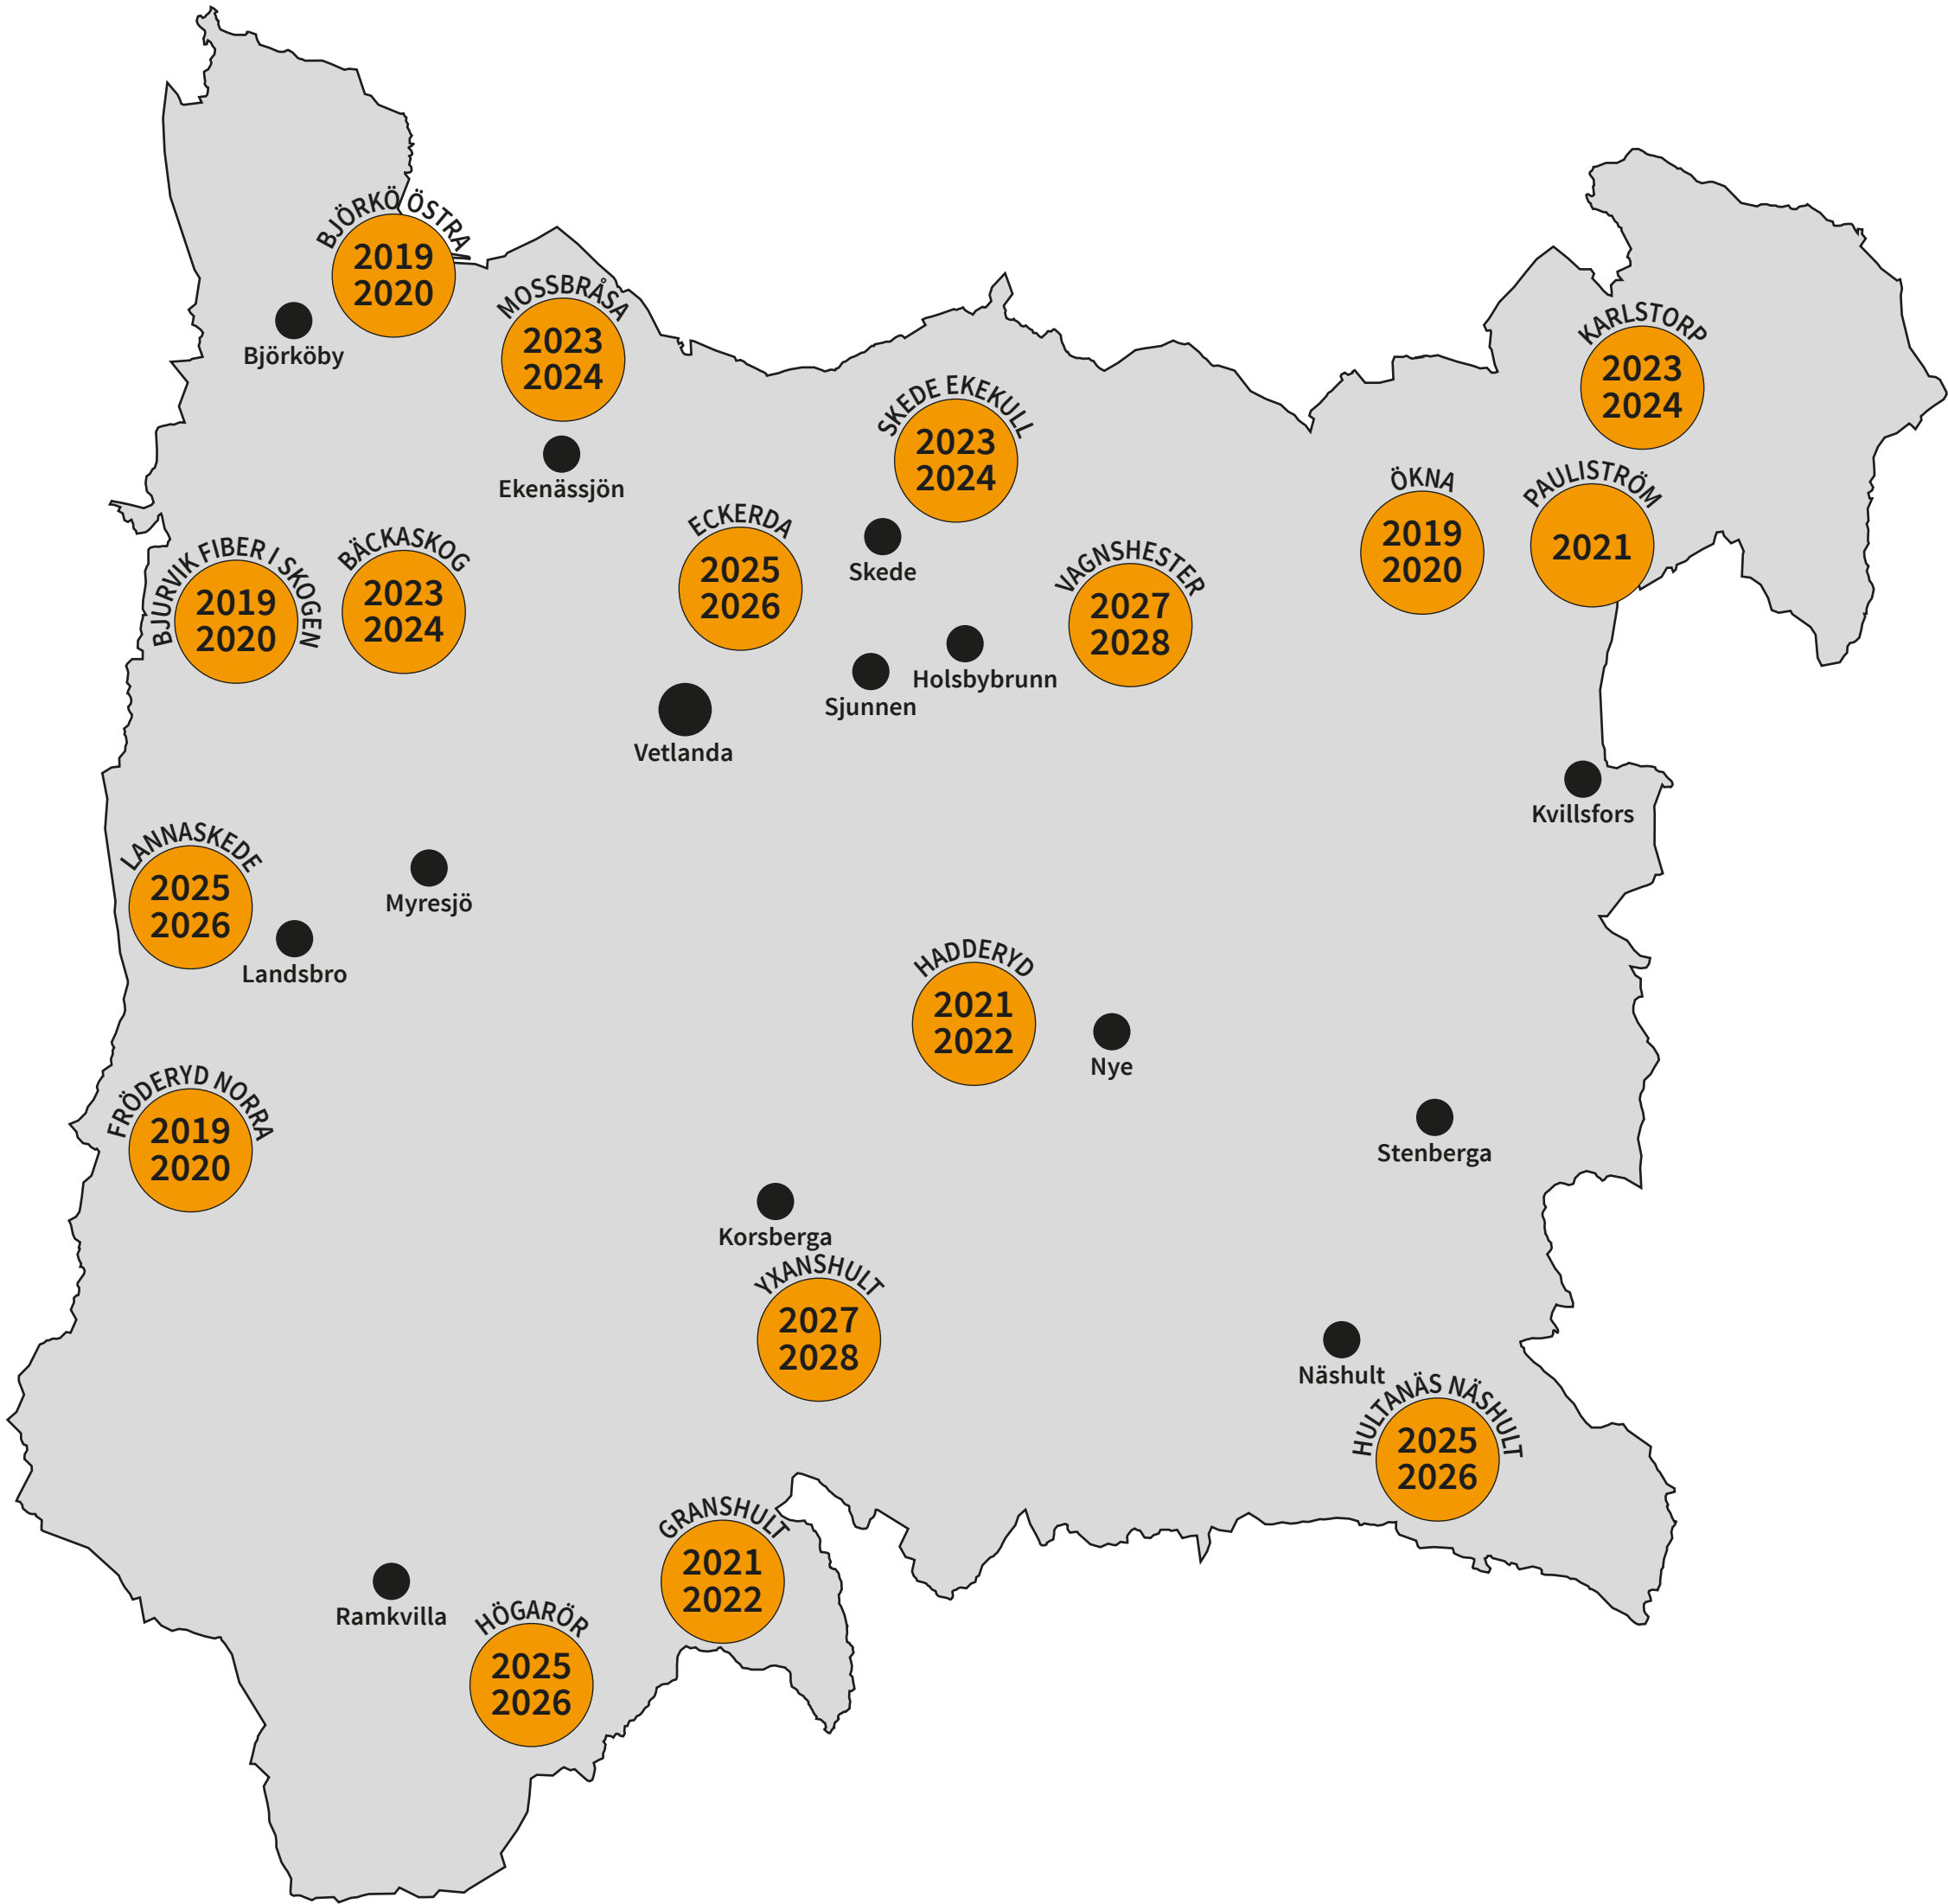 BJÖRKÖ ÖSTRA
2019
2020
Björköby
MOSSBRÅSA
2023
2024
Ekenässjön
KARLSTORP
2023
2024
SKEDE EKEKULL
2023
2024
Skede
ÖKNA
2019
2020
PAULISTRÖM
2021
ECKERDA
2025
2026
BJURVIK FIBER I SKOGEN
2019
2020
BÄCKASKOG
2023
2024
VAGNSHESTER
2027
2028
Holsbybrunn
Sjunnen
Vetlanda
Kvillsfors
LANNASKEDE
2025
2026
Myresjö
Landsbro
HADDERYD
2021
2022
Nye
FRÖDERYD NORRA
2019
2020
Stenberga
Korsberga
YXANSHULT
2027
2028
Näshult
HULTANÄS NÄSHULT
2025
2026
GRANSHULT
2021
2022
Ramkvilla
HÖGARÖR
2025
2026